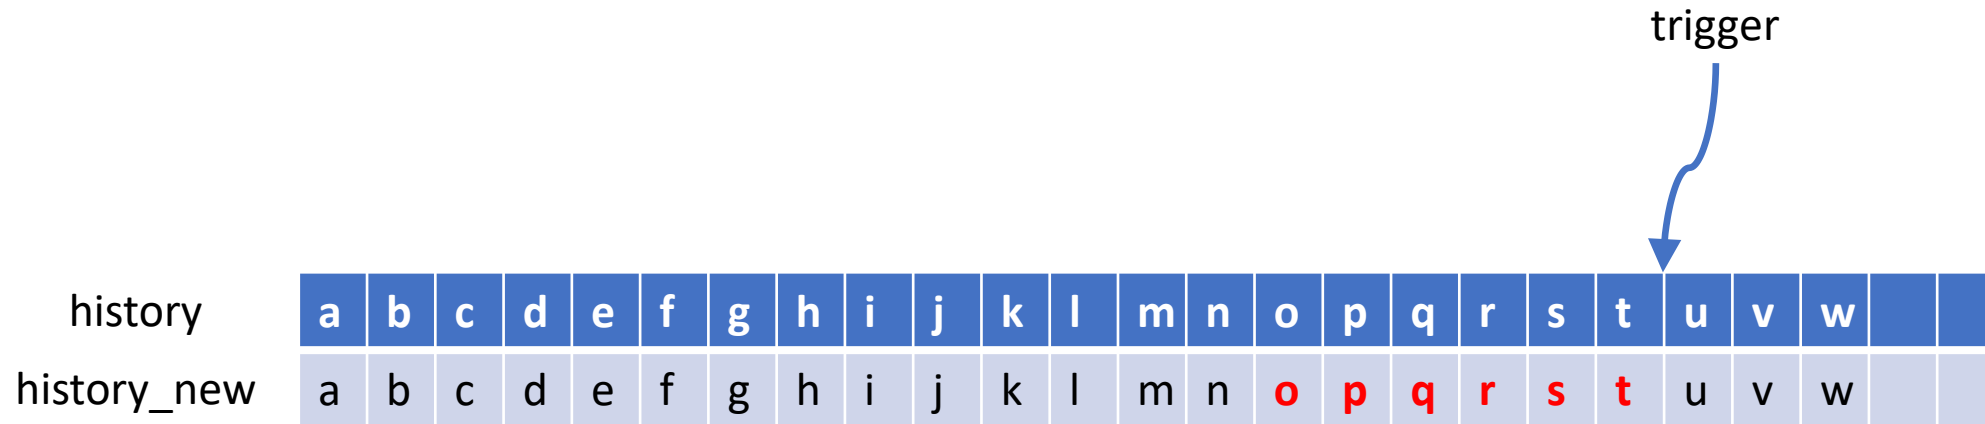 trigger
history a b c d e f g h i j k l m n o p q r s t u v w
history_new a b c d e f g h i j k l m n o p q r s t u v w